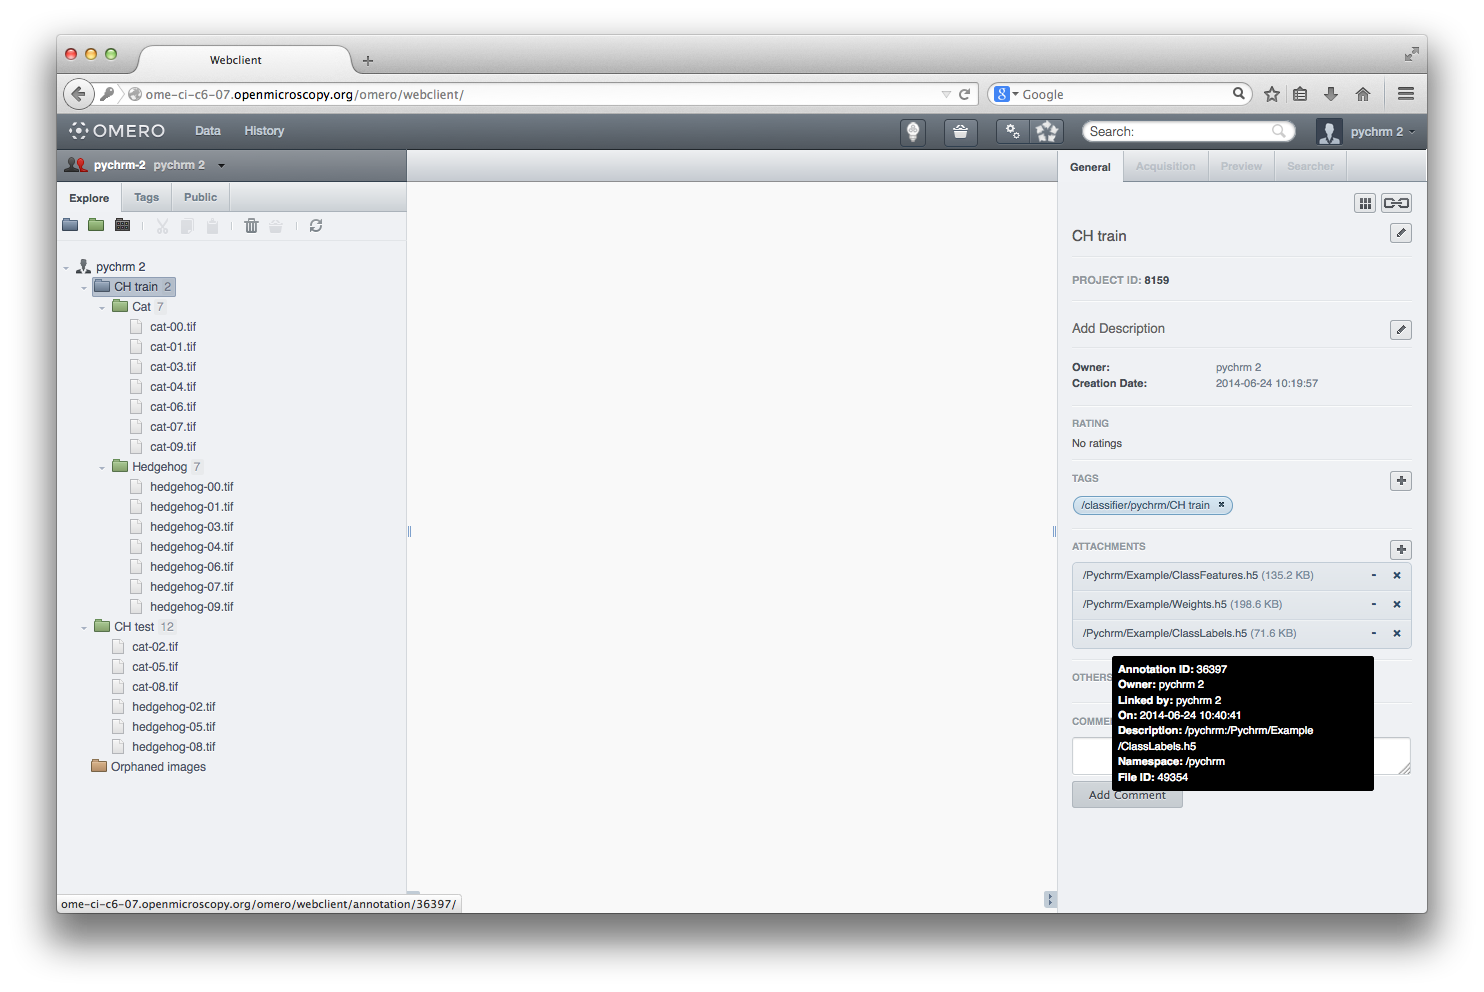 Webclient
ome-ci-c6-07.openmicroscopy.org/omero/webclient/
8
Google
OMERO
Data
History
Search:
pychrm 2
pychrm-2 pychrm 2
General
Acquisition
Preview
Searcher
Explore
Tags
Public
pychrm 2
CH train 2
Cat 7
cat-00.tif
cat-01.tif
cat-03.tif
cat-04.tif
cat-06.tif
cat-07.tif
cat-09.tif
Hedgehog 7
hedgehog-00.tif
hedgehog-01.tif
hedgehog-03.tif
hedgehog-04.tif
hedgehog-06.tif
hedgehog-07.tif
hedgehog-09.tif
CH test 12
cat-02.tif
cat-05.tif
cat-08.tif
hedgehog-02.tif
hedgehog-05.tif
hedgehog-08.tif
Orphaned images
ome-ci-c6-07.openmicroscopy.org/omero/webclient/annotation/36397/
CH train
PROJECT ID: 8159
Add Description
Owner: pychrm 2
Creation Date: 2014-06-24 10:19:57
RATING
No ratings
TAGS
/classifier/pychrm/CH train
ATTACHMENTS
/Pychrm/Example/ClassFeatures.h5 (135.2 KB)
/Pychrm/Example/Weights.h5 (198.6 KB)
/Pychrm/Example/ClassLabels.h5 (71.6 KB)
OTHERS
COMME
Annotation ID: 36397
Owner: pychrm 2
Linked by: pychrm 2
On: 2014-06-24 10:40:41
Description: /pychrm:/Pychrm/Example
/ClassLabels.h5
Namespace: /pychrm
File ID: 49354
Add Comment